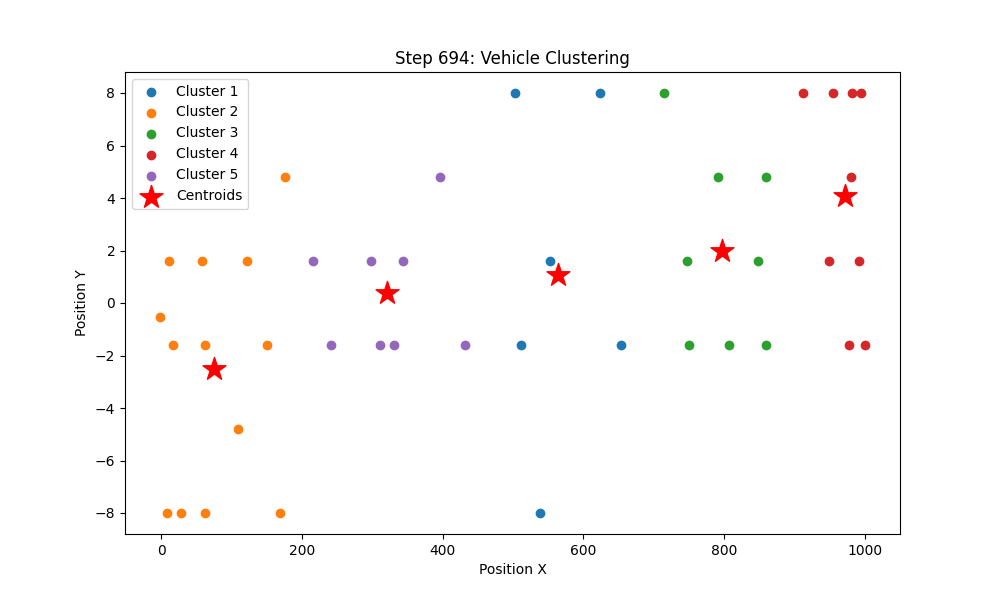 Step 694: Vehicle Clustering
Cluster 1
Cluster 2
Cluster 3
Cluster 4
Cluster 5
Centroids
Position Y
8
6
4
2
0
−2
−4
−6
−8
0
200
400
600
800
1000
Position X